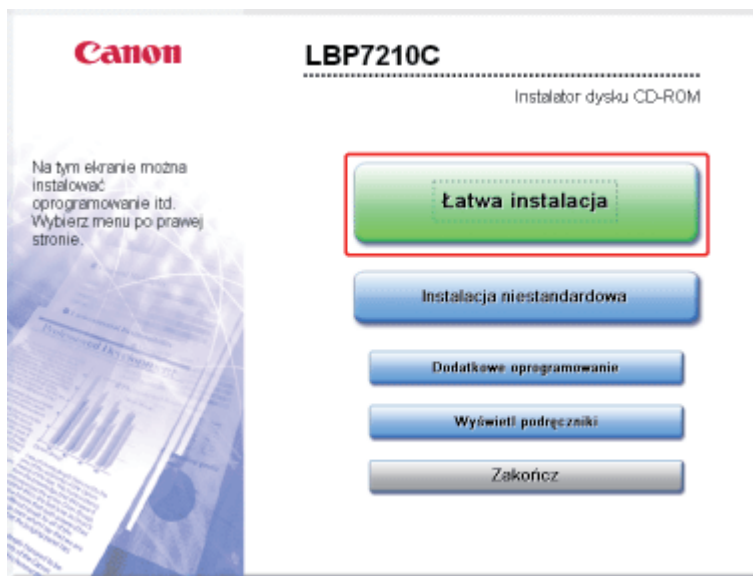 Canon
LBP7210C
Instalator dysku CD-ROM
Na tym ekranie można
instalować
oprogramowanie itd.
Wybierz menu po prawej
stronie.
Łatwa instalacja
Instalacja niestandardowa
Dodatkowe oprogramowanie
Wyświetl podręczniki
Zakończ